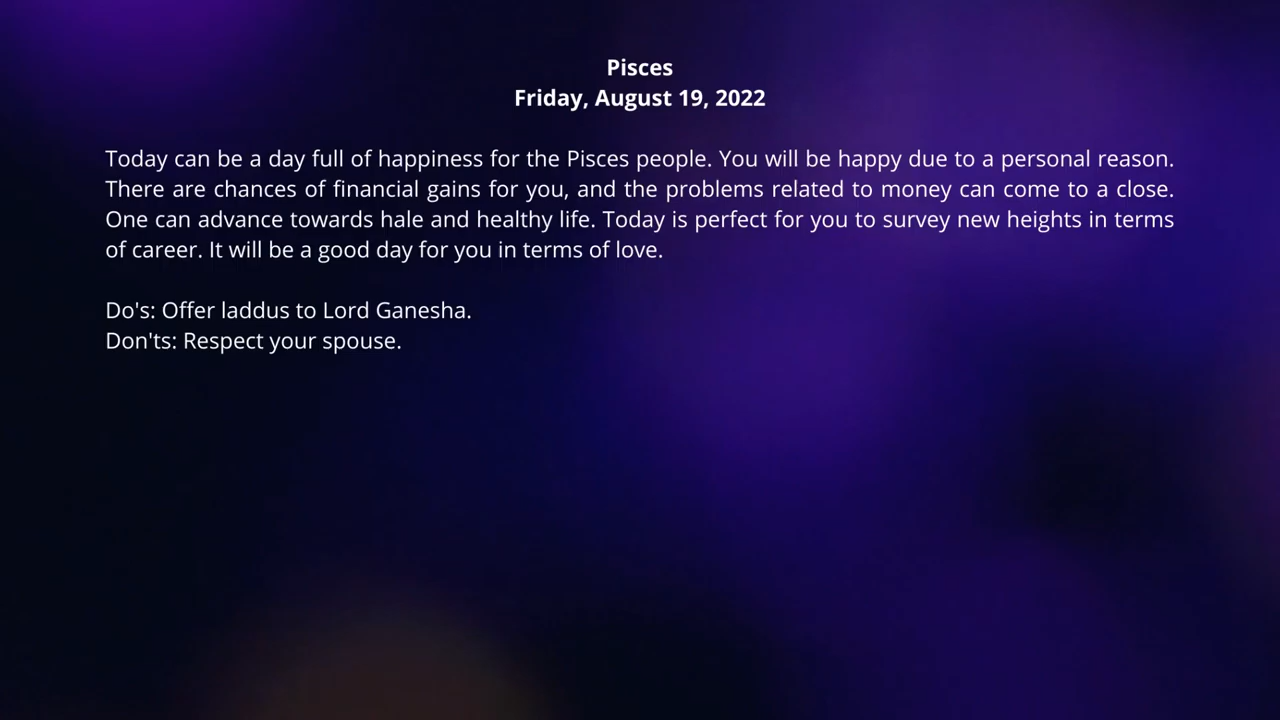 Pisces
Friday, August 19, 2022
Today can be a day full of happiness for the Pisces people. You will be happy due to a personal reason.
There are chances of financial gains for you, and the problems related to money can come to a close.
One can advance towards hale and healthy life. Today is perfect for you to survey new heights in terms
of career. It will be a good day for you in terms of love.
Do's: Offer laddus to Lord Ganesha.
Don'ts: Respect your spouse.